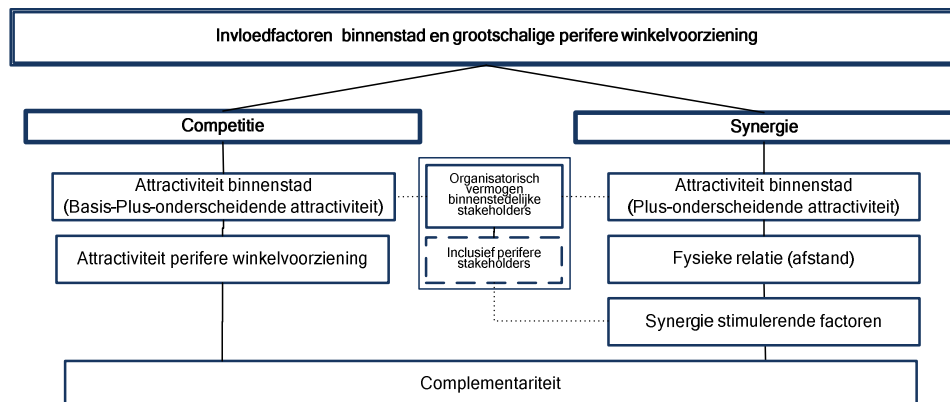 Invloedfactoren binnenstad en grootschalige perifere winkelvoorziening
Competitie
Synergie
Attractiviteit binnenstad
(Basis-Plus-onderscheidende attractiviteit)
Organisatorisch
vermogen
binnenstedelijke
stakeholders
Attractiviteit binnenstad
(Plus-onderscheidende attractiviteit)
Attractiviteit perifere winkelvoorziening
Inclusief perifere
stakeholders
Fysieke relatie (afstand)
Synergie stimulerende factoren
Complementariteit